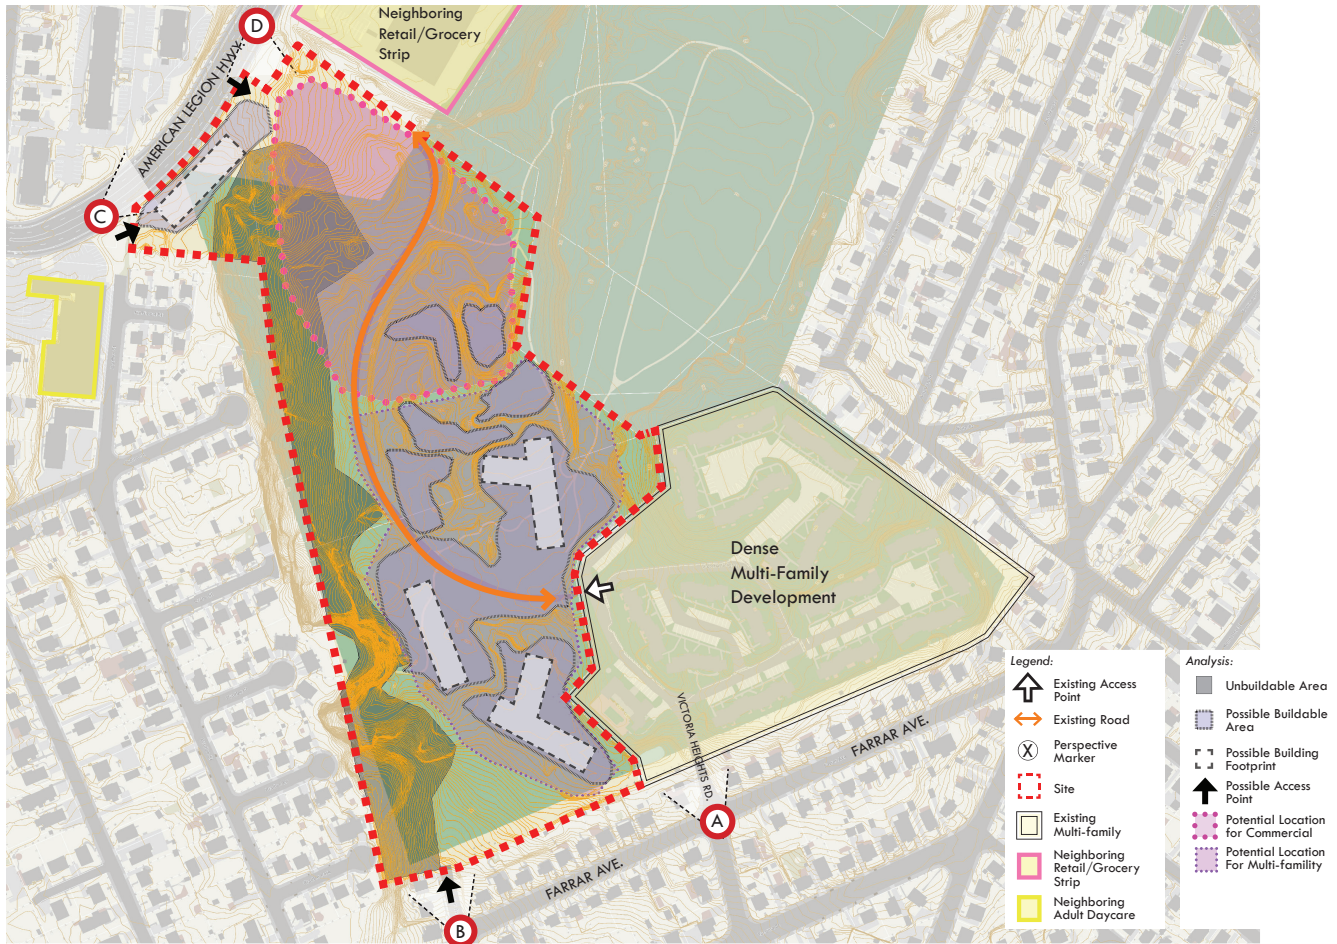 Neighboring
Retail/Grocery
Strip
D
AMERICAN LEGION HWY.
C
Dense
Multi-Family
Development
VICTORIA HEIGHTS RD.
FARRAR AVE.
A
FARRAR AVE.
B
Legend:
Existing Access
Point
Existing Road
X
Perspective
Marker
Site
Existing
Multi-family
Neighboring
Retail/Grocery
Strip
Neighboring
Adult Daycare
Analysis:
Unbuildable Area
Possible Buildable
Area
Possible Building
Footprint
Possible Access
Point
Potential Location
for Commercial
Potential Location
For Multi-famility